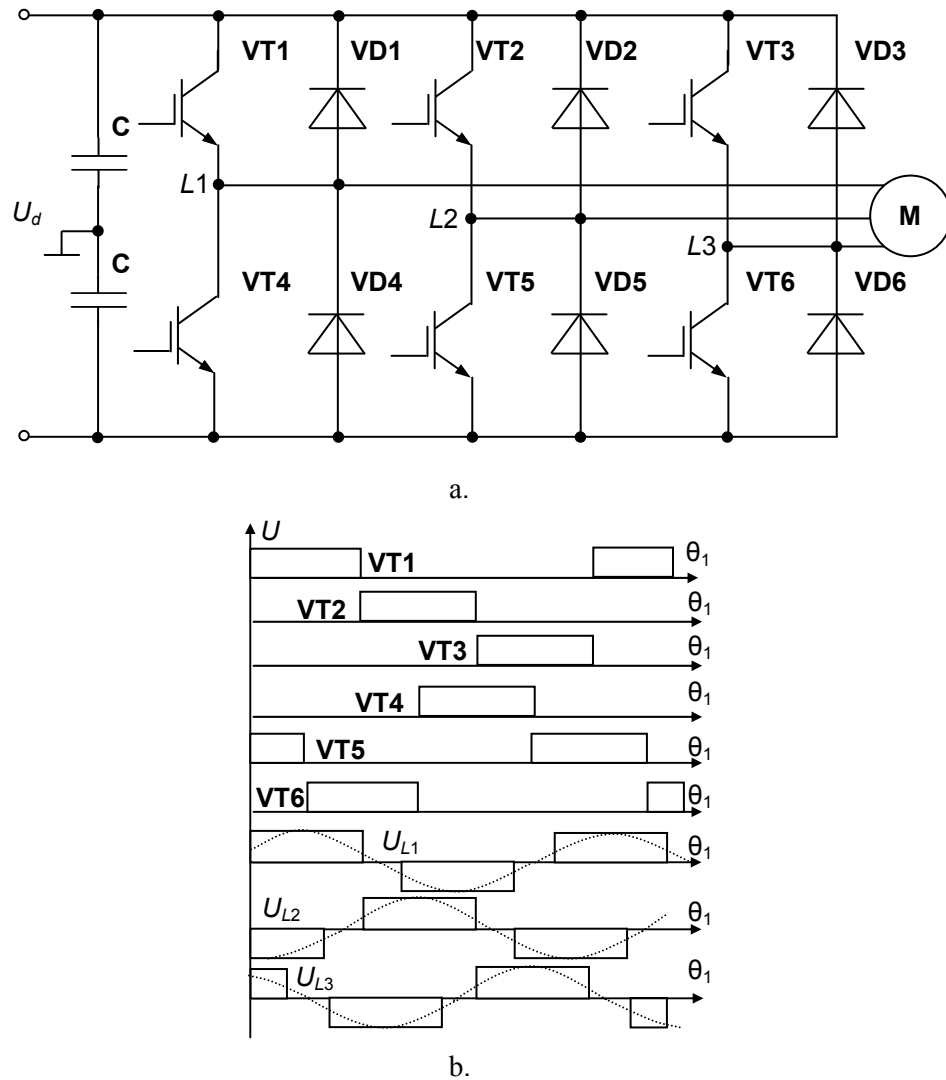 VT1 VD1 VT2 VD2 VT3 VD3
C
L1
U_d L2 M
L3
C
VT4 VD4 VT5 VD5 VT6 VD6
a.
U
VT1 θ₁
VT2 θ₁
VT3 θ₁
VT4 θ₁
VT5 θ₁
VT6 θ₁
U_L1 θ₁
U_L2 θ₁
U_L3 θ₁
b.